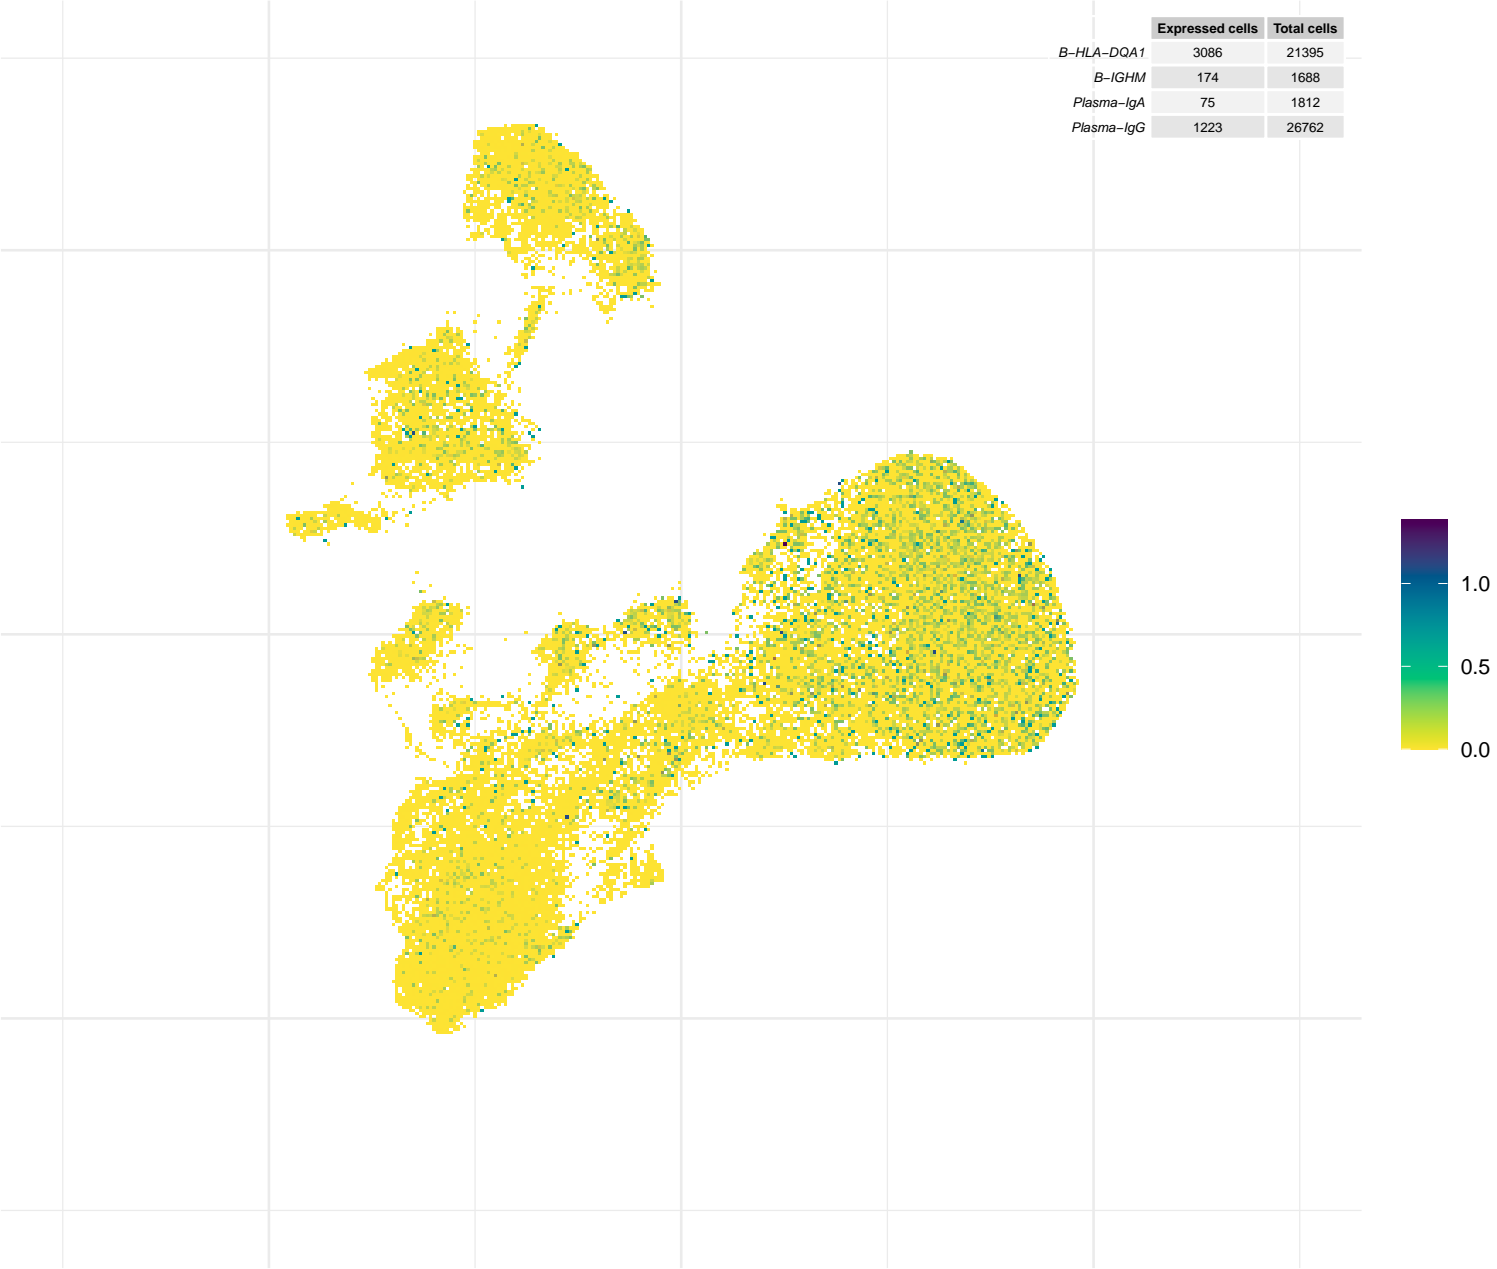 Expressed cells Total cells
B−HLA−DQA1 3086 21395
B−IGHM 174 1688
Plasma−IgA 75 1812
Plasma−IgG 1223 26762
1.0
0.5
0.0